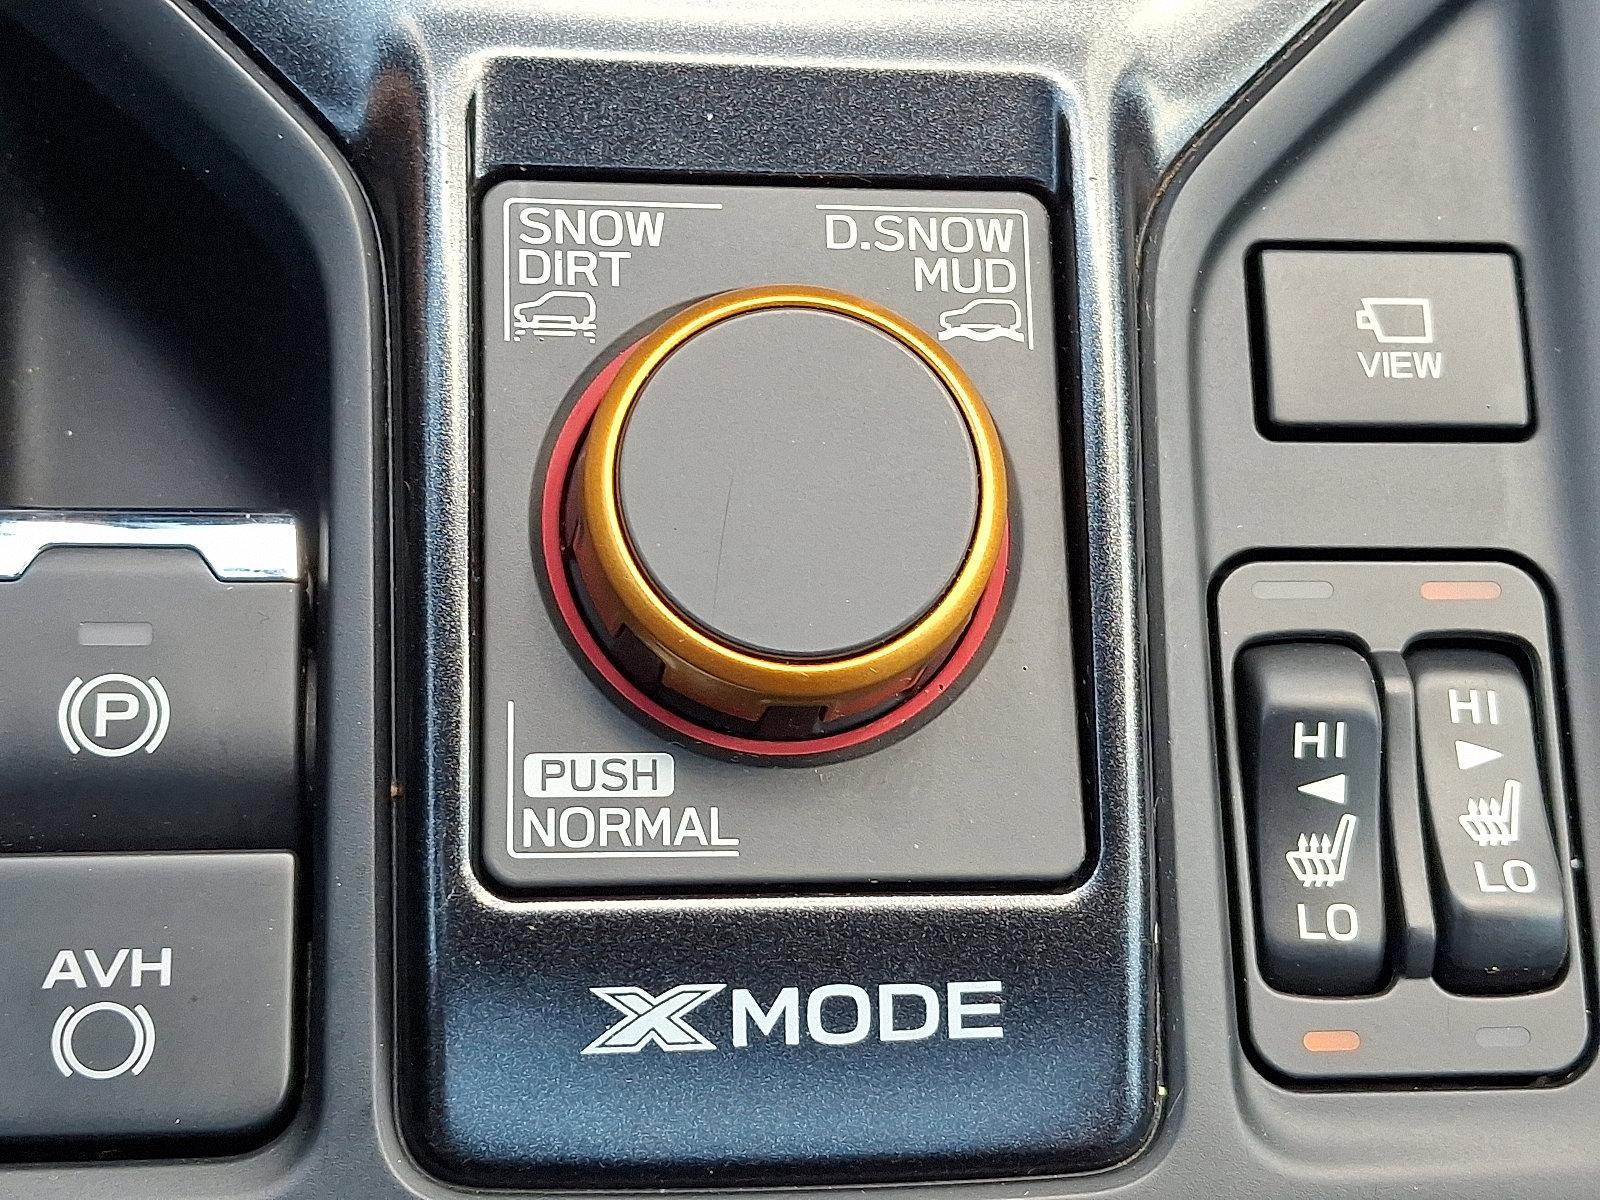 SNOW
DIRT
D.SNOW
MUD
PUSH
NORMAL
X MODE
P
AVH
VIEW
HI
LO
HI
LO